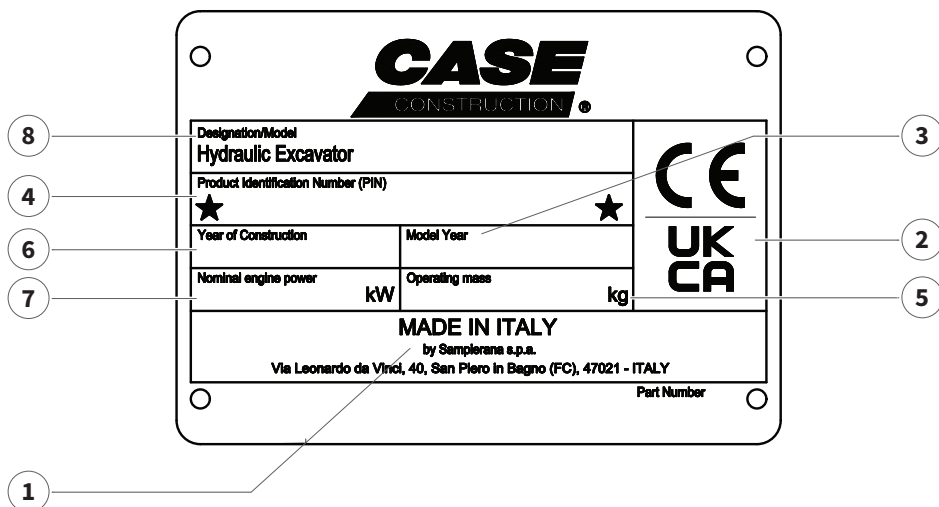 CASE
CONSTRUCTION ®
8
Designation/Model
Hydraulic Excavator
3
4
Product Identification Number (PIN)
CE
6
Year of Construction
Model Year
UK
CA
2
7
Nominal engine power
kW
Operating mass
kg
5
MADE IN ITALY
by Sampierana s.p.a.
Via Leonardo da Vinci, 40, San Piero in Bagno (FC), 47021 - ITALY
Part Number
1